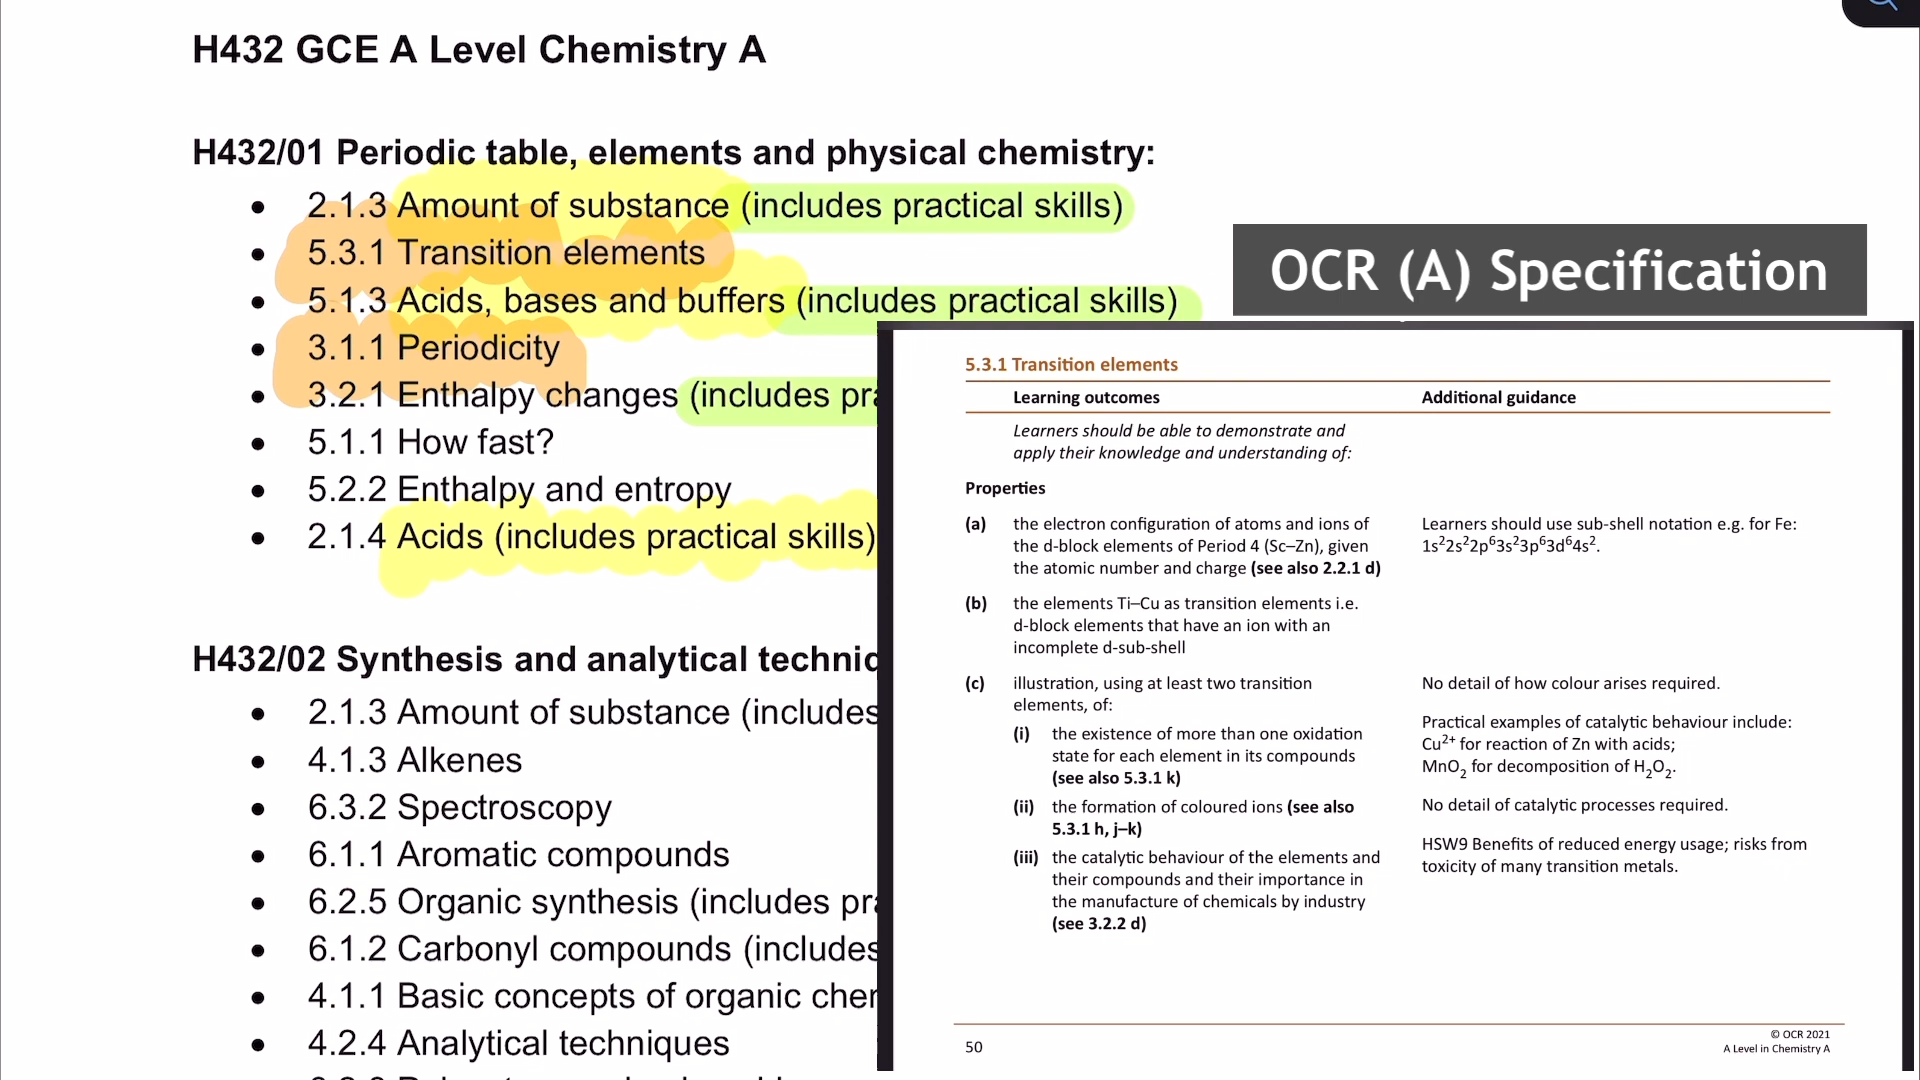 H432 GCE A Level Chemistry A
H432/01 Periodic table, elements and physical chemistry:
• 2.1.3 Amount of substance (includes practical skills)
• 5.3.1 Transition elements
• 5.1.3 Acids, bases and buffers (includes practical skills)
• 3.1.1 Periodicity
• 3.2.1 Enthalpy changes (includes
• 5.1.1 How fast?
• 5.2.2 Enthalpy and entropy
• 2.1.4 Acids (includes practical skills)
H432/02 Synthesis and analytical
• 2.1.3 Amount of substance (includes
• 4.1.3 Alkenes
• 6.3.2 Spectroscopy
• 6.1.1 Aromatic compounds
• 6.2.5 Organic synthesis (includes
• 6.1.2 Carbonyl compounds (includes
• 4.1.1 Basic concepts of organic
• 4.2.4 Analytical techniques
OCR (A) Specification
5.3.1 Transition elements
Learning outcomes
Additional guidance
Learners should be able to demonstrate and
apply their knowledge and understanding of:
Properties
(a) the electron configuration of atoms and ions of
the d-block elements of Period 4 (Sc–Zn), given
the atomic number and charge (see also 2.2.1 d)
Learners should use sub-shell notation e.g. for Fe:
1s²2s²2p⁶3s²3p⁶3d⁶4s².
(b) the elements Ti–Cu as transition elements i.e.
d-block elements that have an ion with an
incomplete d-sub-shell
(c) illustration, using at least two transition
elements, of:
(i) the existence of more than one oxidation
state for each element in its compounds
(see also 5.3.1 k)
(ii) the formation of coloured ions (see also
5.3.1 h, j–k)
(iii) the catalytic behaviour of the elements and
their compounds and their importance in
the manufacture of chemicals by industry
(see 3.2.2 d)
No detail of how colour arises required.
Practical examples of catalytic behaviour include:
Cu²⁺ for reaction of Zn with acids;
MnO₂ for decomposition of H₂O₂.
No detail of catalytic processes required.
HSW9 Benefits of reduced energy usage; risks from
toxicity of many transition metals.
50
© OCR 2021
A Level in Chemistry A